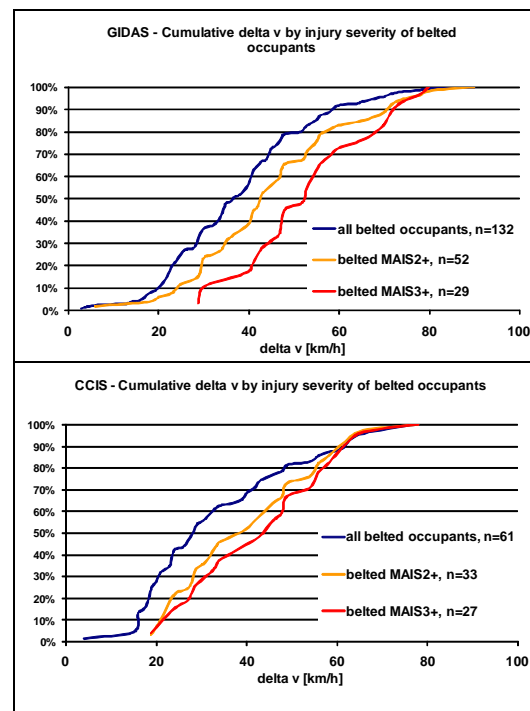 GIDAS - Cumulative delta v by injury severity of belted
occupants
100%
90%
80%
70%
60%
50%
40%
30%
20%
10%
0%
all belted occupants, n=132
belted MAIS2+, n=52
belted MAIS3+, n=29
0 20 40 60 80 100
delta v [km/h]
CCIS - Cumulative delta v by injury severity of belted occupants
100%
90%
80%
70%
60%
50%
40%
30%
20%
10%
0%
all belted occupants, n=61
belted MAIS2+, n=33
belted MAIS3+, n=27
0 20 40 60 80 100
delta v [km/h]